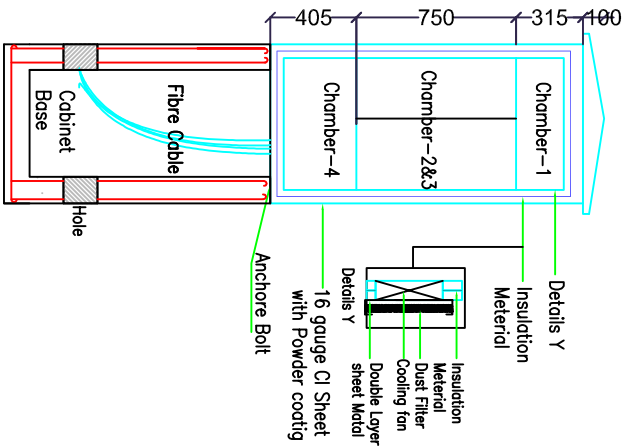 405
750
315
100
Chamber-4
Chamber-2&3
Chamber-1
Fibre Cable
Cabinet
Base
Hole
Anchore Bolt
16 gauge CI Sheet
with Powder coatig
Details Y
Insulation
Material
Details Y
Insulation
Meterial
Dust Filter
Cooling fan
Double Layer
sheet Matal